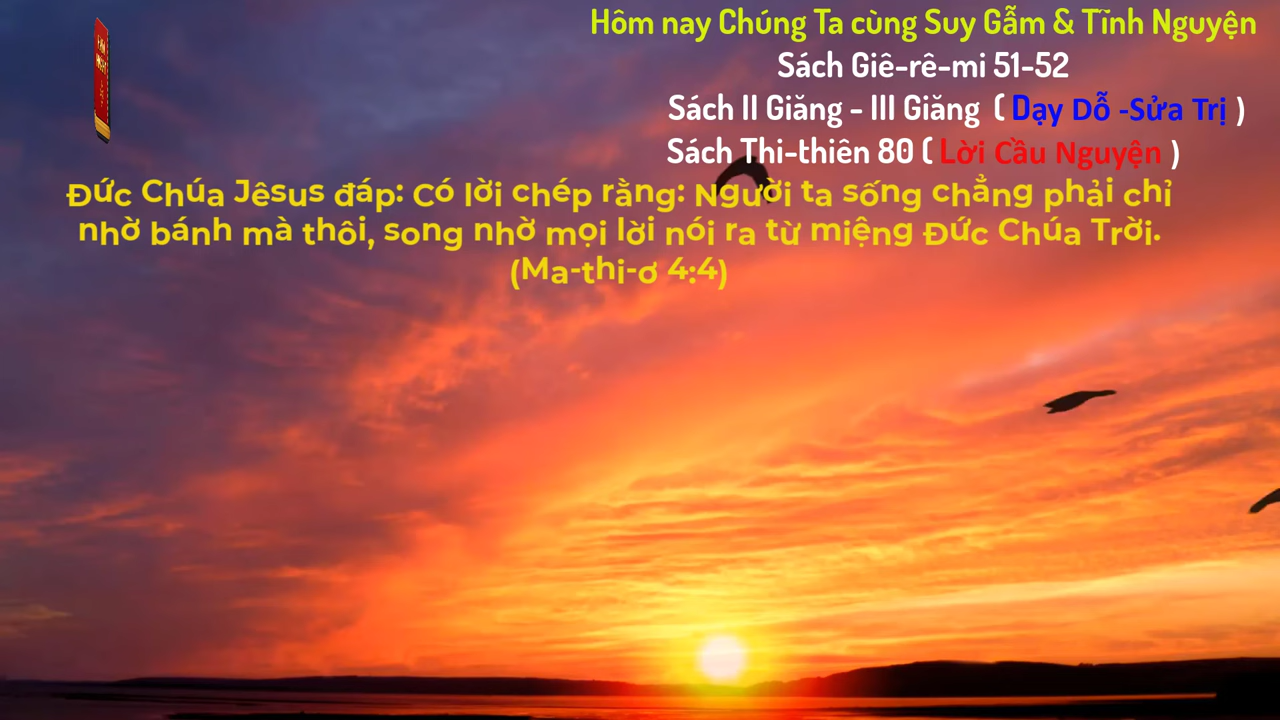 Hôm nay Chúng Ta cùng Suy Gẫm & Tĩnh Nguyện
Sách Giê-rê-mi 51-52
Sách II Giăng - III Giăng ( Dạy Dỗ -Sửa Trị )
Sách Thi-thiên 80 ( Lời Cầu Nguyện )
Đức Chúa Jêsus đáp: Có lời chép rằng: Người ta sống chẳng phải chỉ
nhờ bánh mà thôi, song nhờ mọi lời nói ra từ miệng Đức Chúa Trời.
(Ma-thi-ơ 4:4)